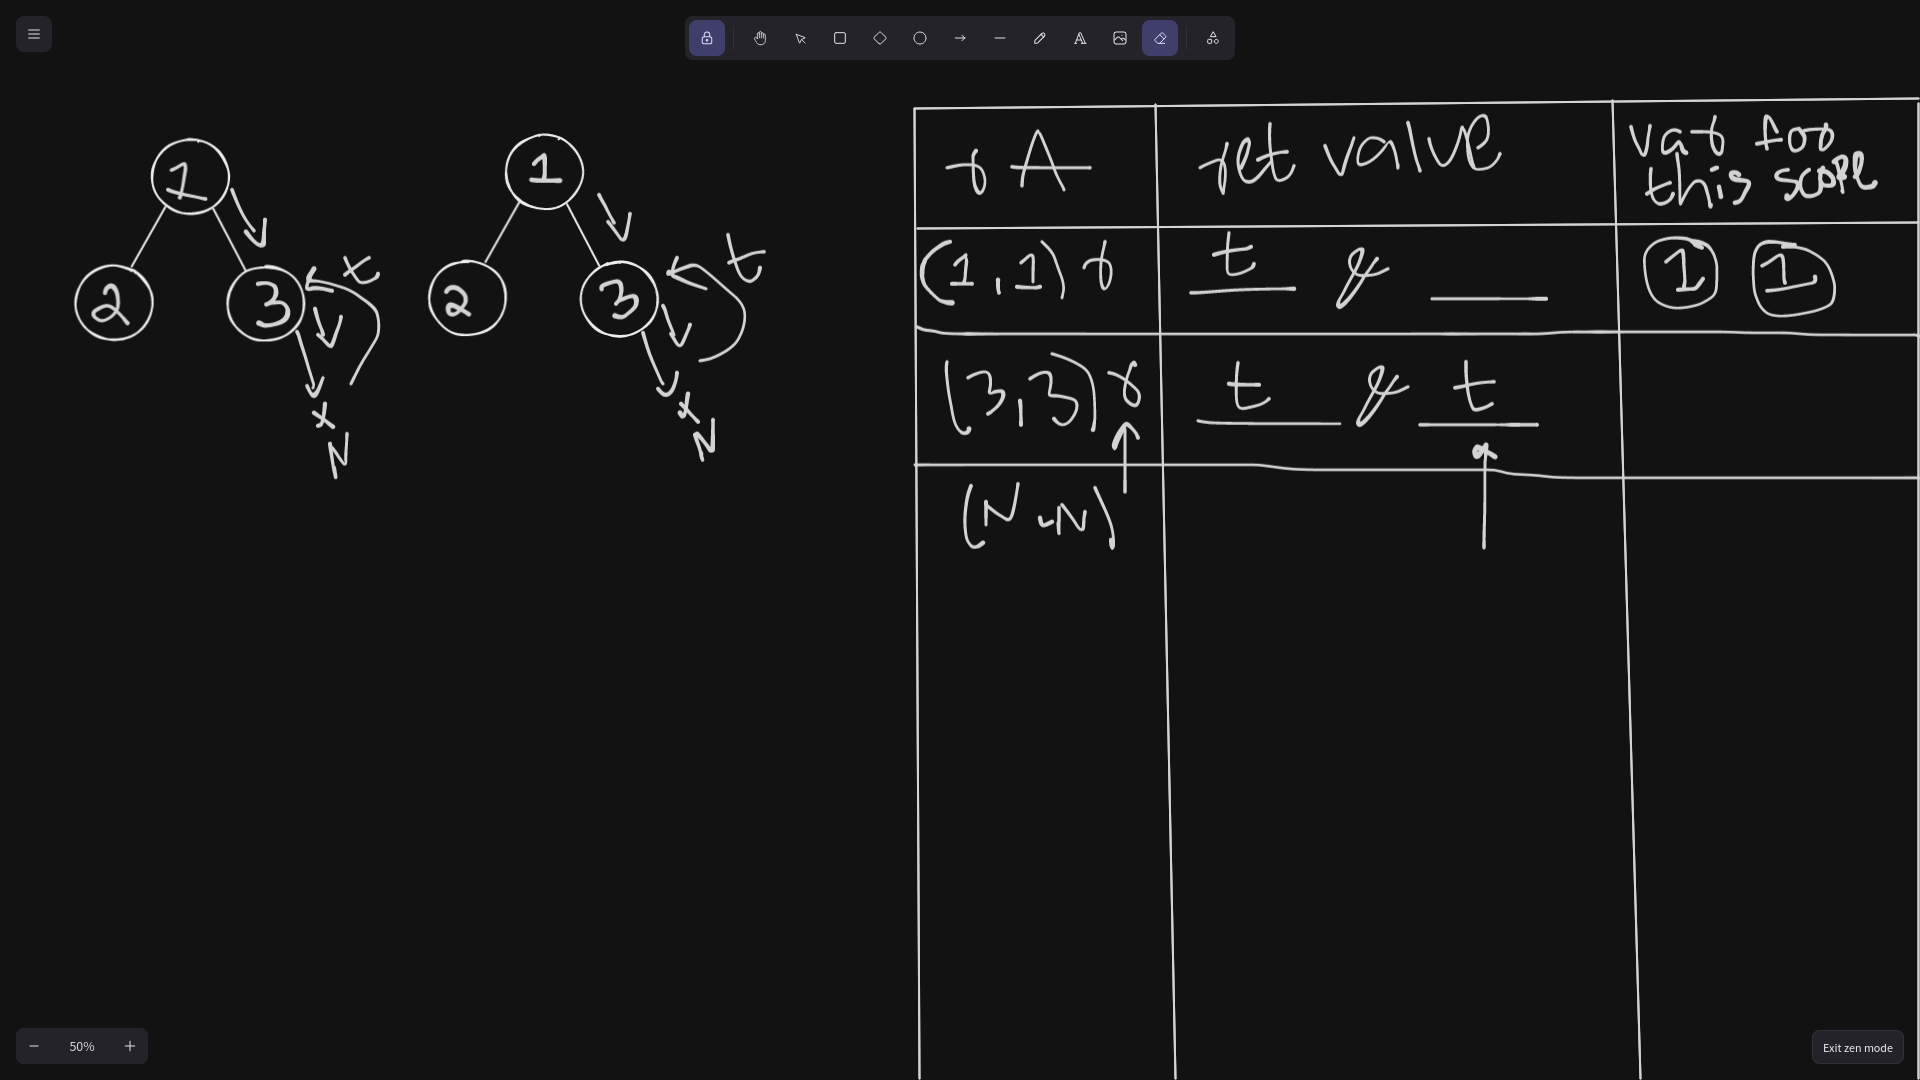 1
1
2
3
t
2
3
t
x
N
x
N
r A
ret value
var for
this scope
(1,1) r
t & ___
1 1
(3,3) r
t & t
(N,N)
50%
Exit zen mode